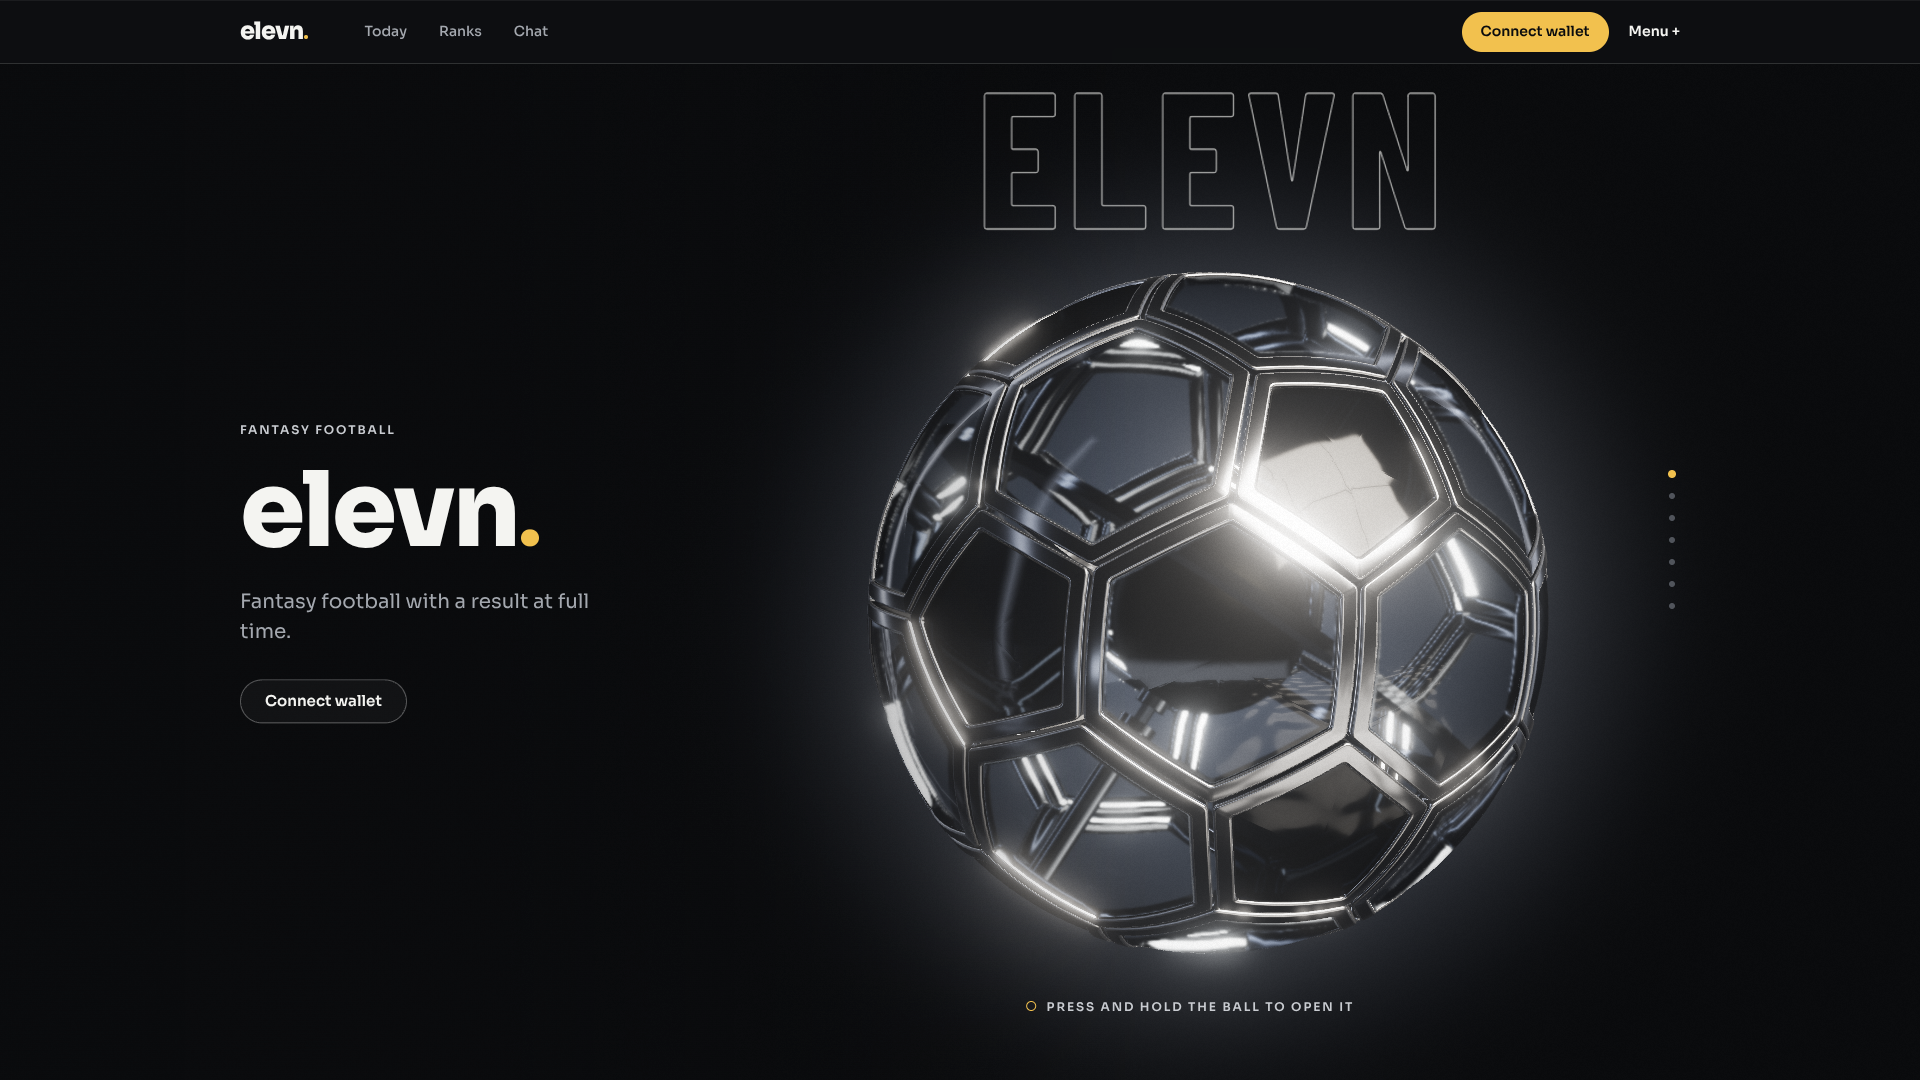 elevn.
Today
Ranks
Chat
Connect wallet
Menu +
ELEVN
FANTASY FOOTBALL
elevn.
Fantasy football with a result at full
time.
Connect wallet
PRESS AND HOLD THE BALL TO OPEN IT